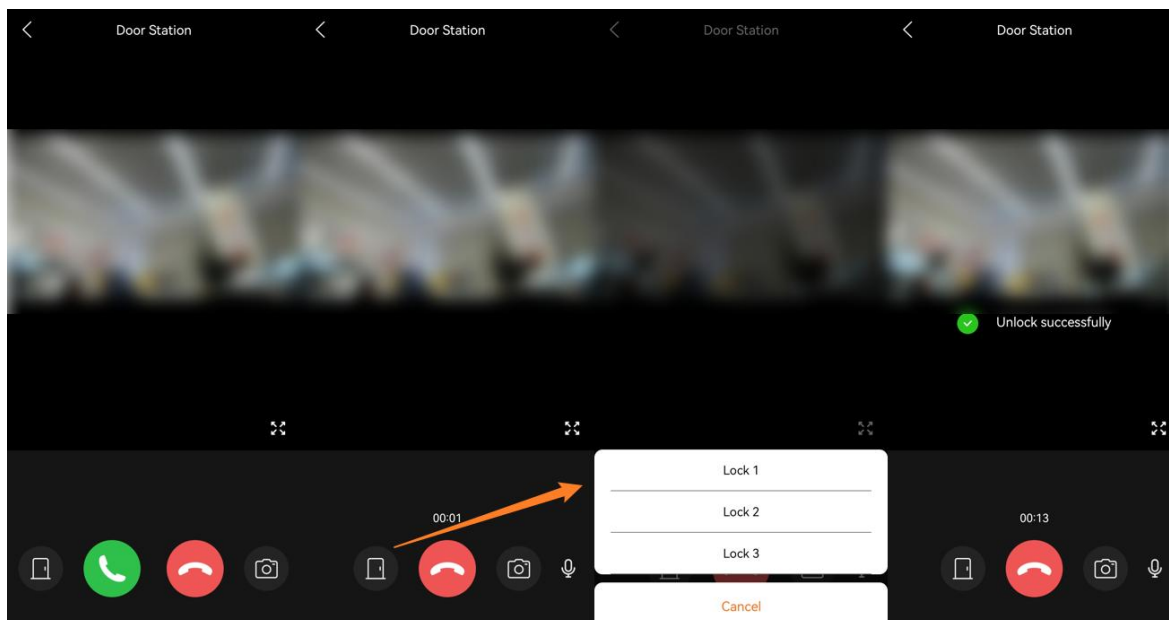 Door Station
Door Station
Door Station
Door Station
Unlock successfully
00:01
Lock 1
Lock 2
Lock 3
Cancel
00:13